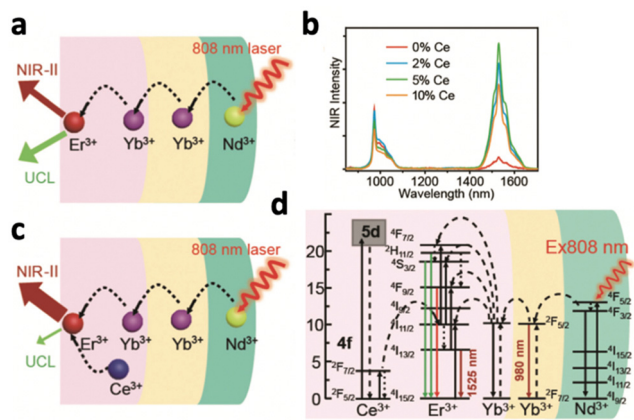 a
808 nm laser
NIR-II
Er³⁺
Yb³⁺
Yb³⁺
Nd³⁺
UCL
b
NIR Intensity
0% Ce
2% Ce
5% Ce
10% Ce
1000
1200
1400
1600
Wavelength (nm)
c
808 nm laser
NIR-II
Er³⁺
Yb³⁺
Yb³⁺
Nd³⁺
UCL
Ce³⁺
d
Ex808 nm
20
15
10
5
0
5d
4f
²F₇/₂
²F₅/₂
Ce³⁺
⁴F₇/₂
²H₁₁/₂
⁴S₃/₂
⁴F₉/₂
⁴I₉/₂
⁴I₁₁/₂
⁴I₁₃/₂
⁴I₁₅/₂
1525 nm
Er³⁺
Yb³⁺
²F₅/₂
980 nm
²F₇/₂
Yb³⁺
⁴F₅/₂
⁴F₃/₂
⁴I₁₅/₂
⁴I₁₃/₂
⁴I₁₁/₂
⁴I₉/₂
Nd³⁺